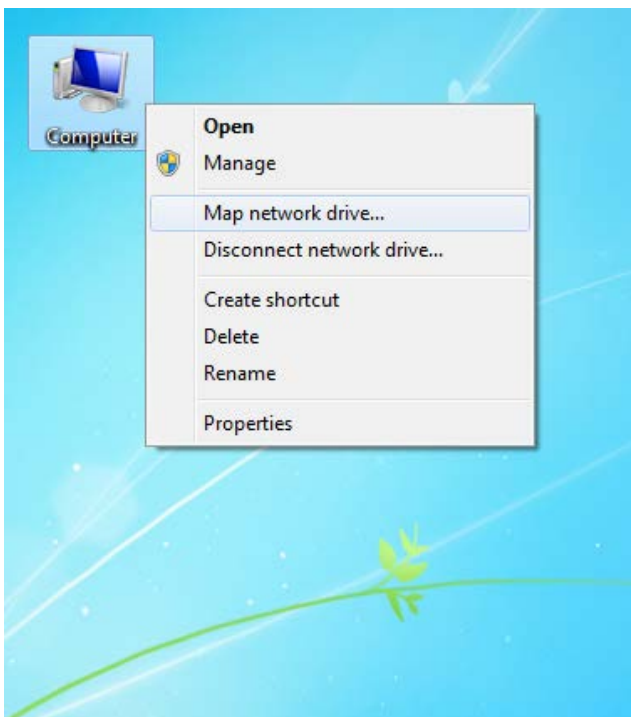 Computer
Open
Manage
Map network drive...
Disconnect network drive...
Create shortcut
Delete
Rename
Properties